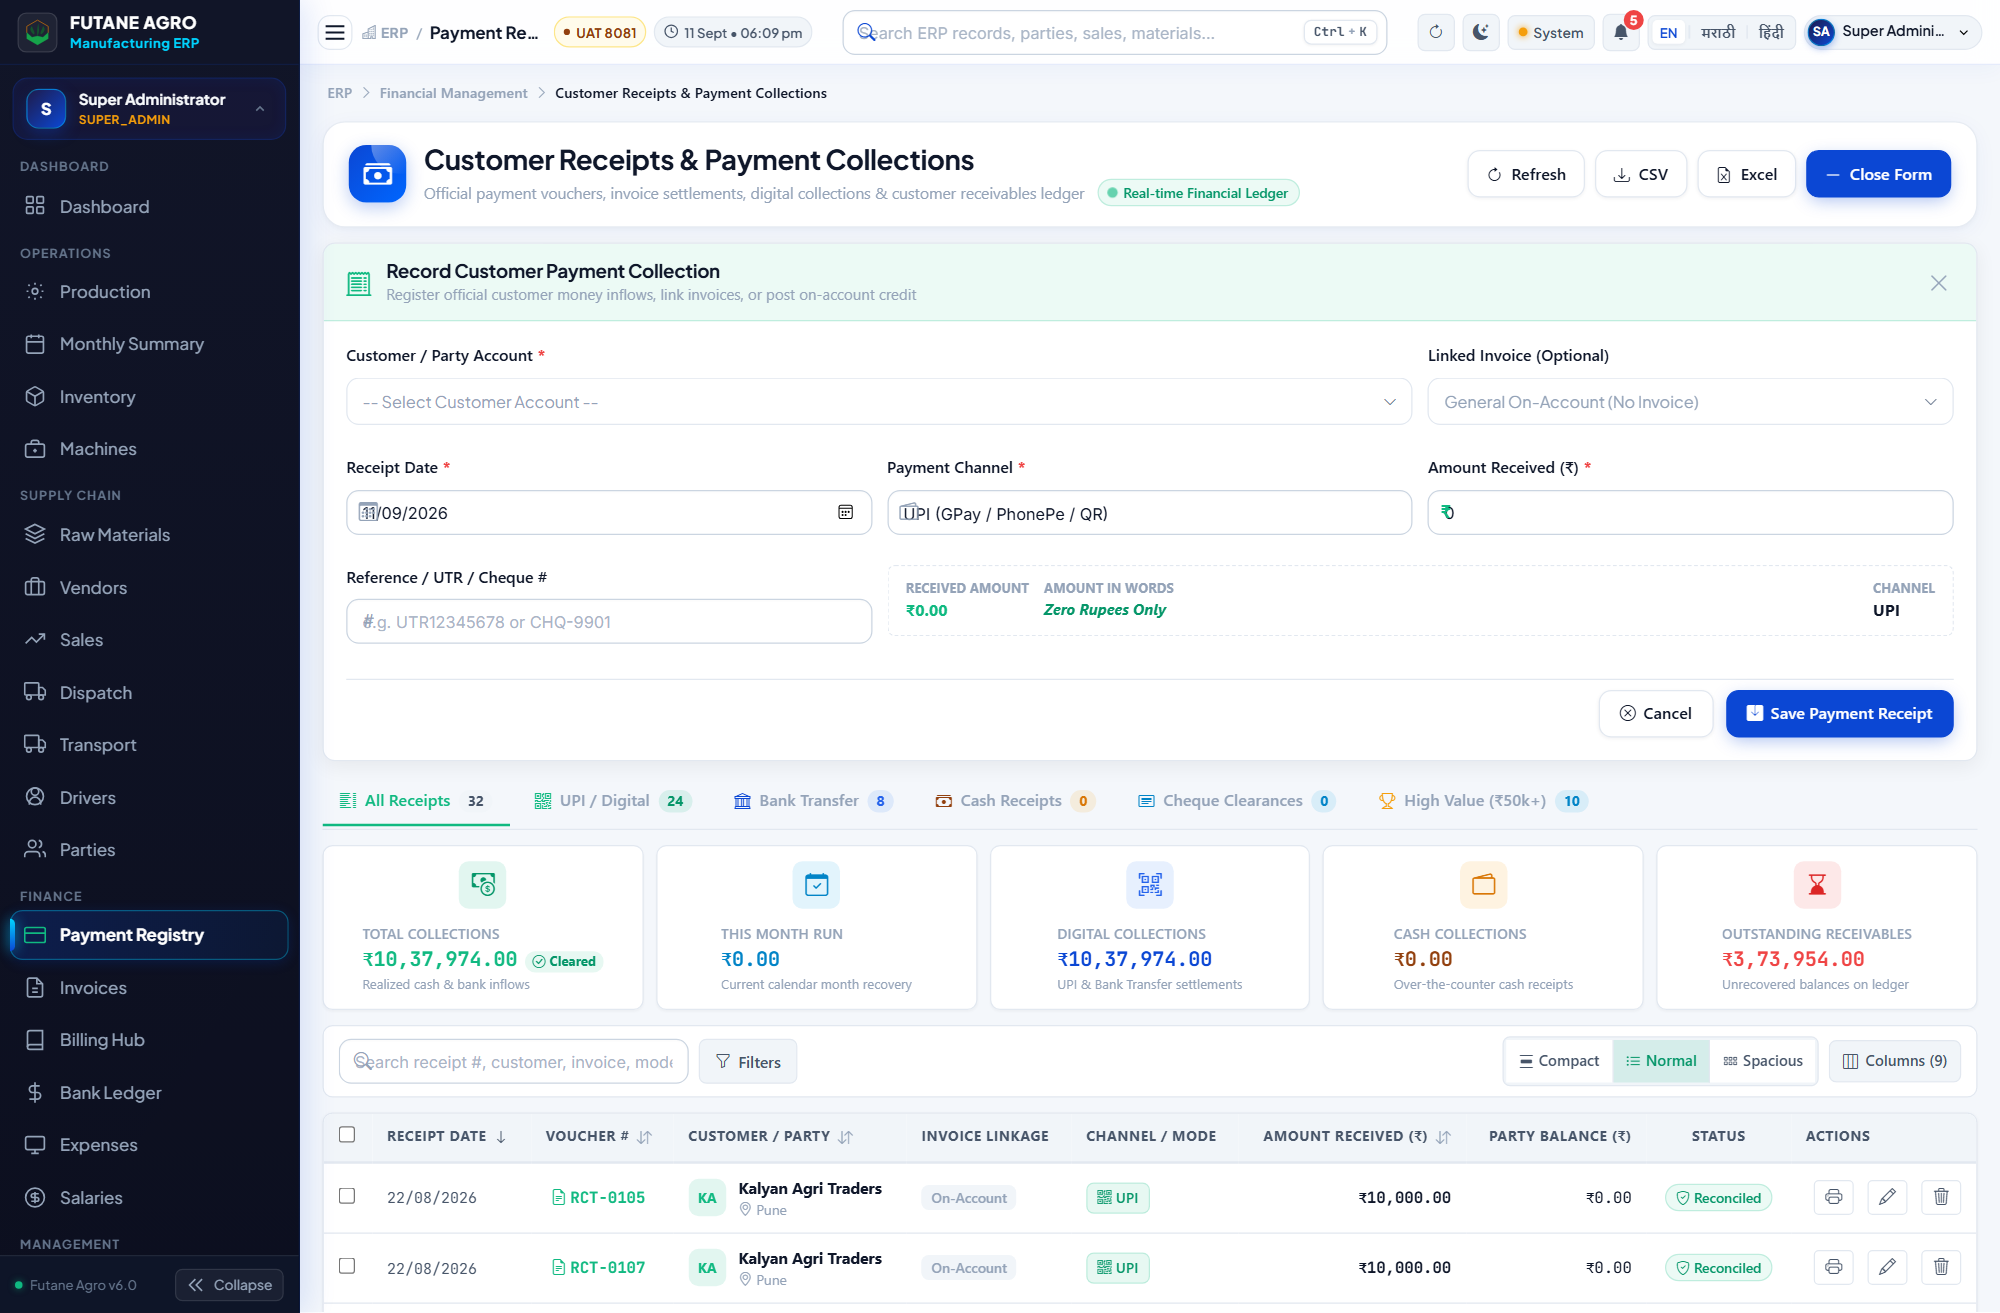 FUTANE AGRO
Manufacturing ERP
S
Super Administrator
SUPER_ADMIN
DASHBOARD
Dashboard
OPERATIONS
Production
Monthly Summary
Inventory
Machines
SUPPLY CHAIN
Raw Materials
Vendors
Sales
Dispatch
Transport
Drivers
Parties
FINANCE
Payment Registry
Invoices
Billing Hub
Bank Ledger
Expenses
Salaries
MANAGEMENT
Futane Agro v6.0
Collapse
ERP / Payment Re...
UAT 8081
11 Sept • 06:09 pm
Search ERP records, parties, sales, materials...
Ctrl + K
System
5
EN
मराठी
हिंदी
SA
Super Admini...
ERP > Financial Management > Customer Receipts & Payment Collections
Customer Receipts & Payment Collections
Official payment vouchers, invoice settlements, digital collections & customer receivables ledger
Real-time Financial Ledger
Refresh
CSV
Excel
Close Form
Record Customer Payment Collection
Register official customer money inflows, link invoices, or post on-account credit
Customer / Party Account *
-- Select Customer Account --
Linked Invoice (Optional)
General On-Account (No Invoice)
Receipt Date *
11/09/2026
Payment Channel *
UPI (GPay / PhonePe / QR)
Amount Received (₹) *
₹ 0
Reference / UTR / Cheque #
e.g. UTR12345678 or CHQ-9901
RECEIVED AMOUNT
₹0.00
AMOUNT IN WORDS
Zero Rupees Only
CHANNEL
UPI
Cancel
Save Payment Receipt
All Receipts 32
UPI / Digital 24
Bank Transfer 8
Cash Receipts 0
Cheque Clearances 0
High Value (₹50k+) 10
TOTAL COLLECTIONS
₹10,37,974.00 Cleared
Realized cash & bank inflows
THIS MONTH RUN
₹0.00
Current calendar month recovery
DIGITAL COLLECTIONS
₹10,37,974.00
UPI & Bank Transfer settlements
CASH COLLECTIONS
₹0.00
Over-the-counter cash receipts
OUTSTANDING RECEIVABLES
₹3,73,954.00
Unrecovered balances on ledger
Search receipt #, customer, invoice, mode
Filters
Compact
Normal
Spacious
Columns (9)
RECEIPT DATE VOUCHER # CUSTOMER / PARTY INVOICE LINKAGE CHANNEL / MODE AMOUNT RECEIVED (₹) PARTY BALANCE (₹) STATUS ACTIONS
22/08/2026 RCT-0105 KA Kalyan Agri Traders On-Account UPI ₹10,000.00 ₹0.00 Reconciled
Pune
22/08/2026 RCT-0107 KA Kalyan Agri Traders On-Account UPI ₹10,000.00 ₹0.00 Reconciled
Pune